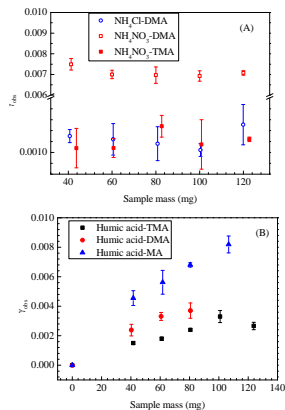 (A)
NH4Cl-DMA
NH4NO3-DMA
NH4NO3-TMA
0.010
0.009
0.008
0.007
0.006
0.0010
40 60 80 100 120
Sample mass (mg)
(B)
Humic acid-TMA
Humic acid-DMA
Humic acid-MA
γobs
0.010
0.008
0.006
0.004
0.002
0.000
0 20 40 60 80 100 120 140
Sample mass (mg)